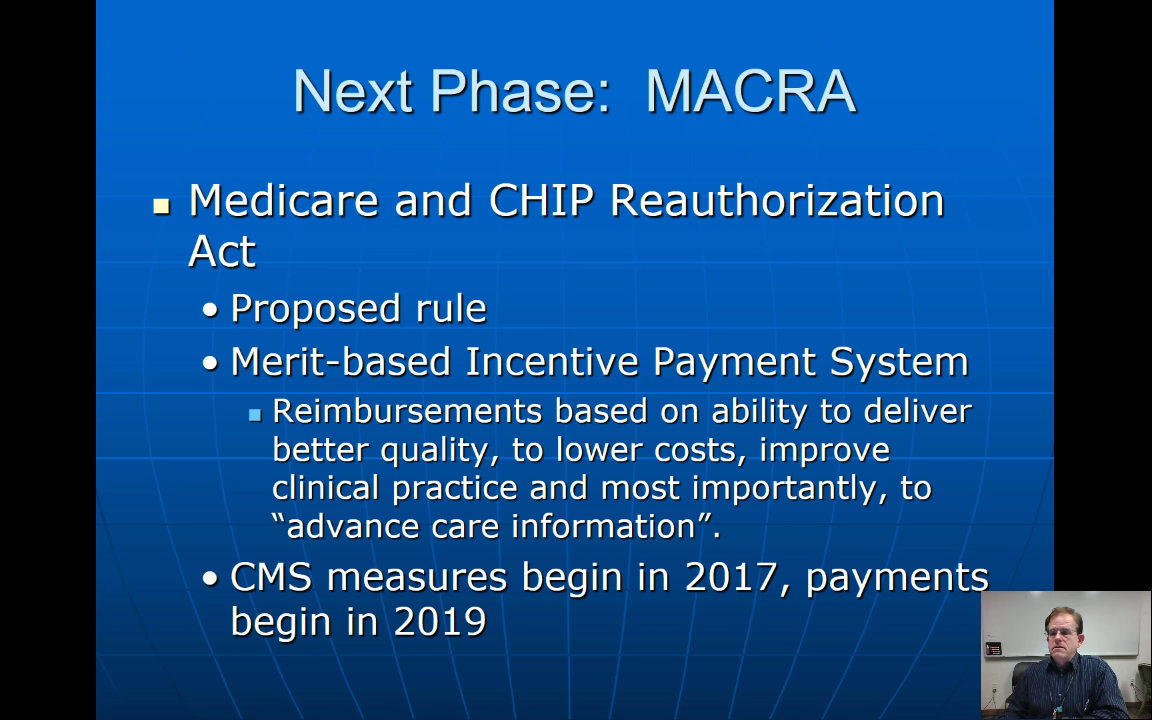 Next Phase:  MACRA
Medicare and CHIP Reauthorization
Act
Proposed rule
Merit-based Incentive Payment System
Reimbursements based on ability to deliver
better quality, to lower costs, improve
clinical practice and most importantly, to
“advance care information”.
CMS measures begin in 2017, payments
begin in 2019